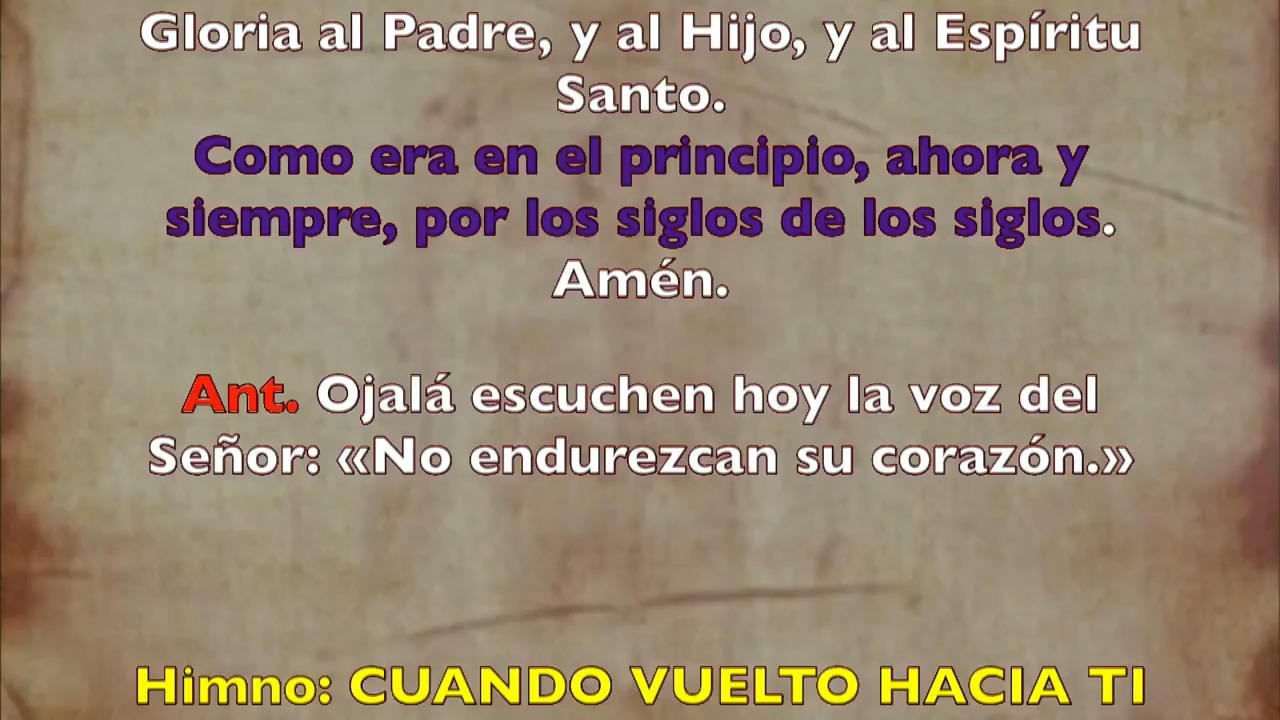 Gloria al Padre, y al Hijo, y al Espíritu
Santo.
Como era en el principio, ahora y
siempre, por los siglos de los siglos.
Amén.
Ant. Ojalá escuchen hoy la voz del
Señor: «No endurezcan su corazón.»
Himno: CUANDO VUELTO HACIA TI